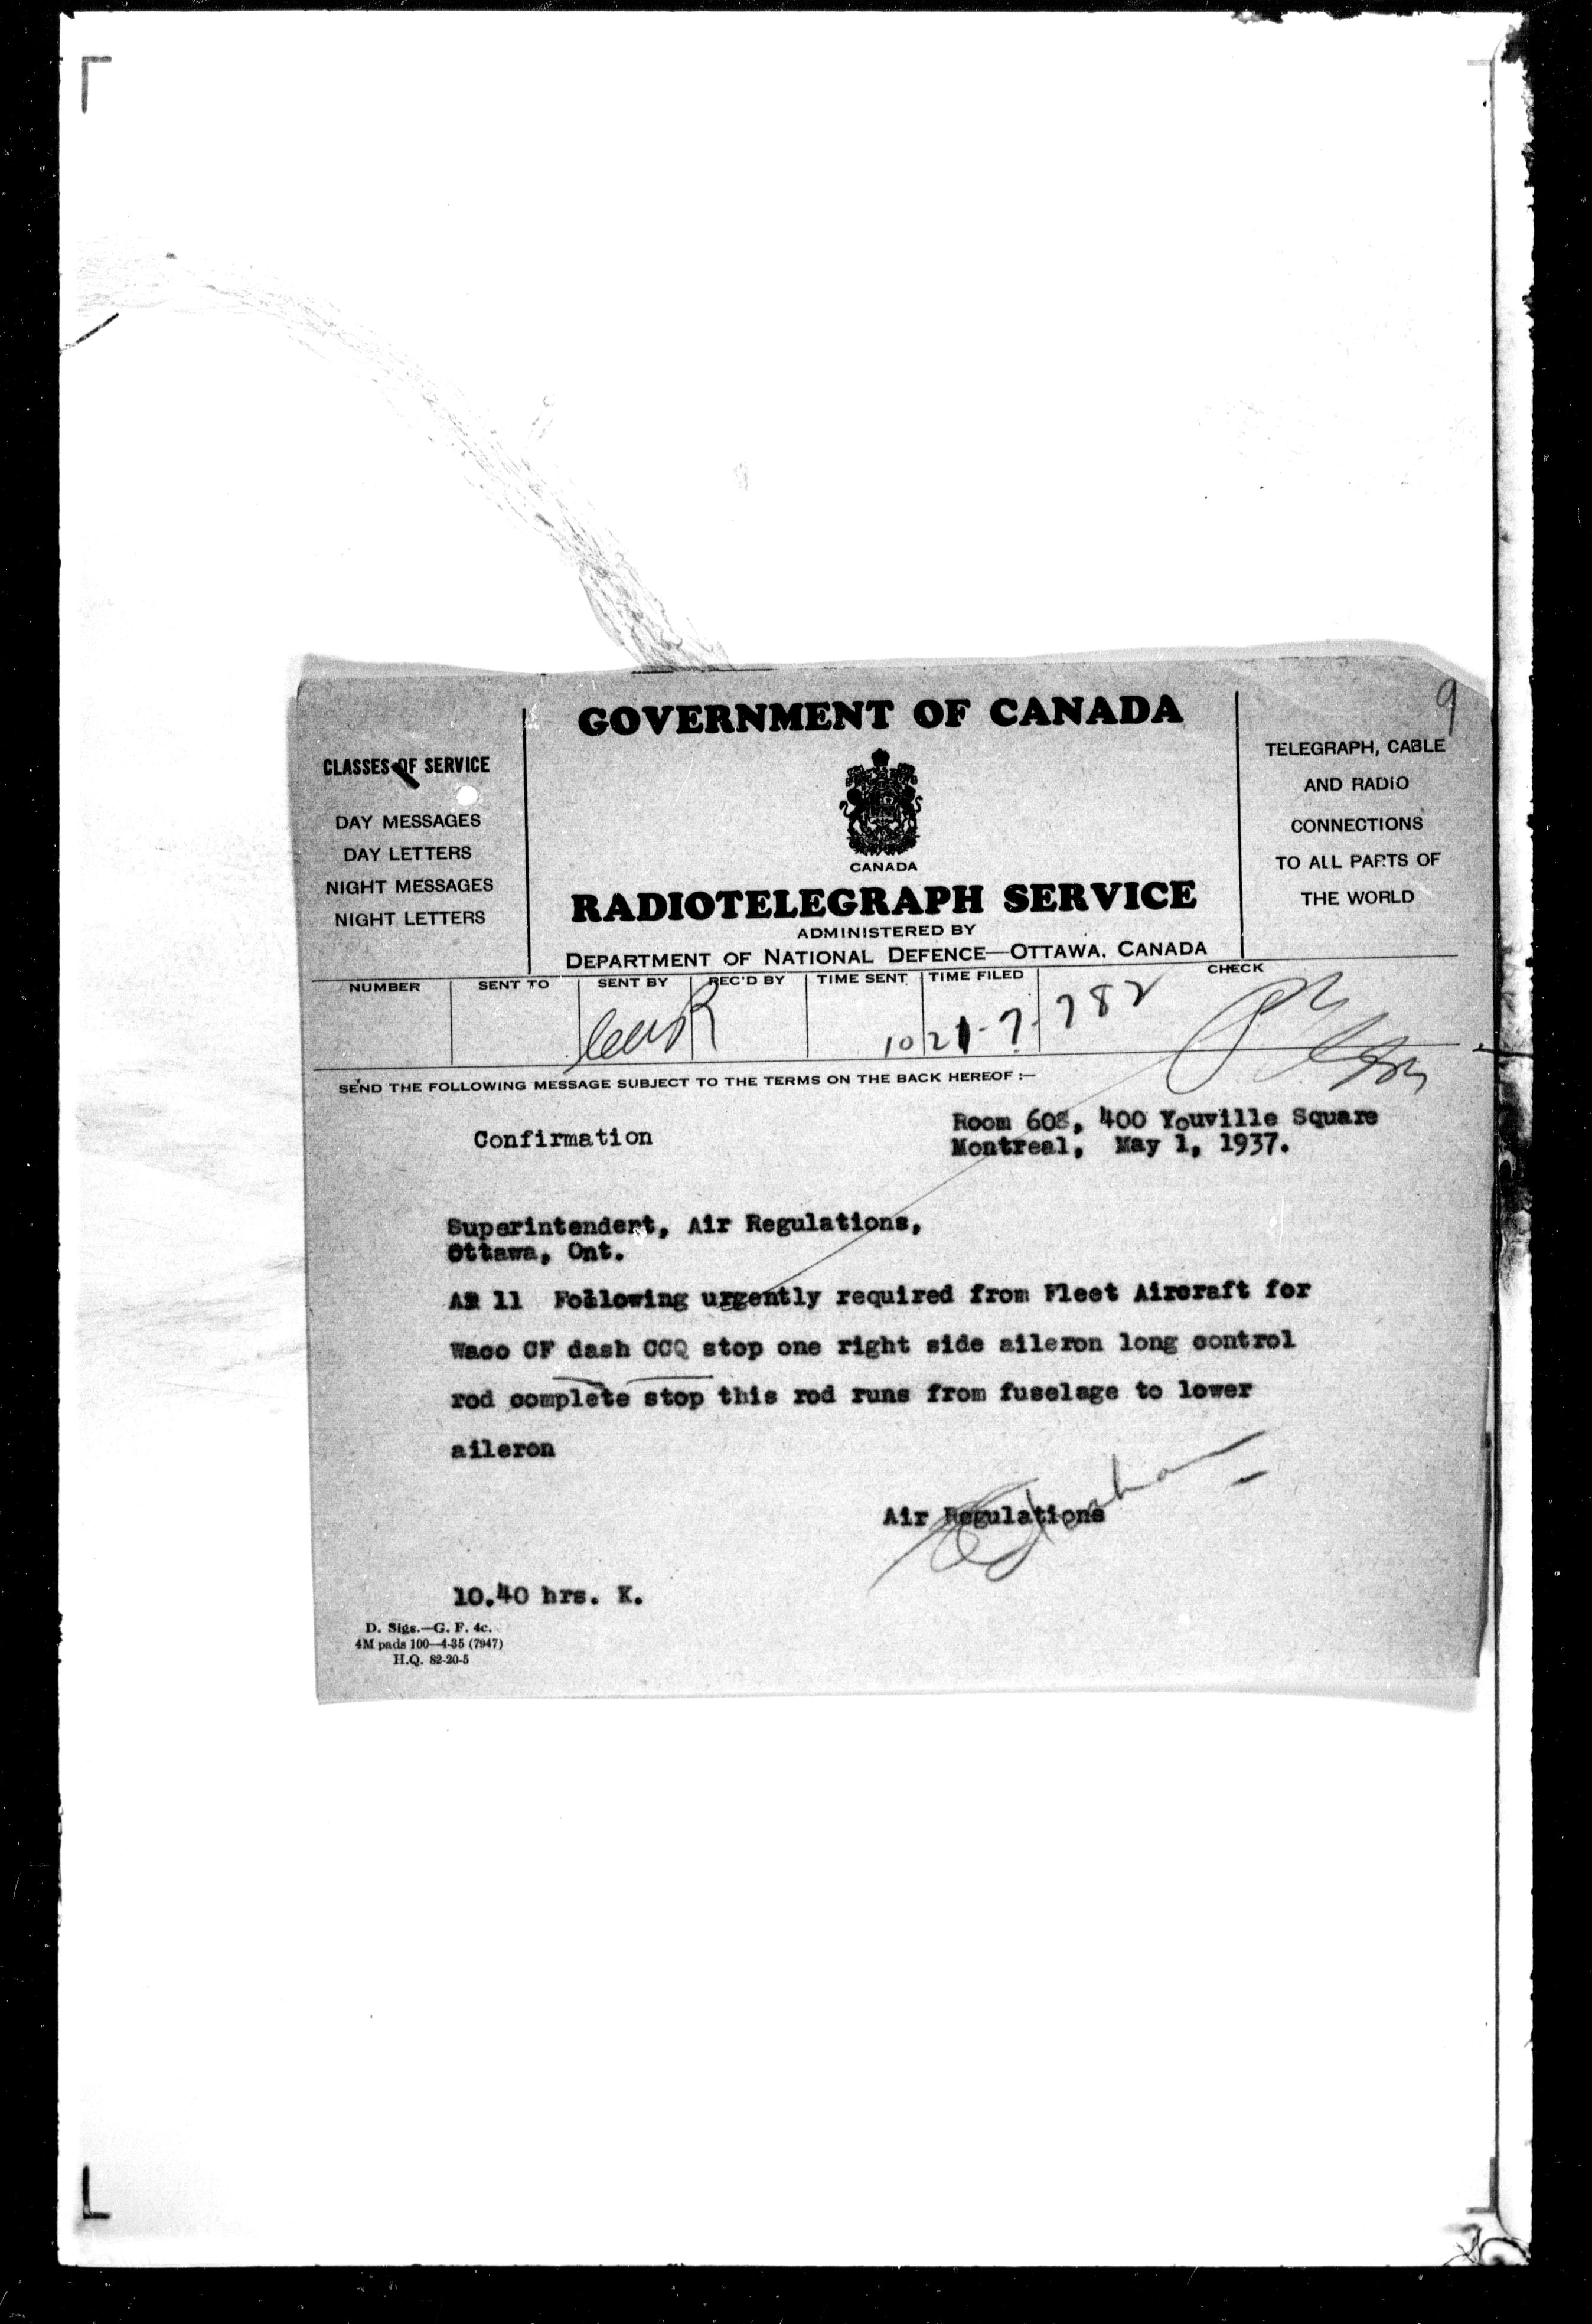 9
GOVERNMENT OF CANADA
CLASSES OF SERVICE
DAY MESSAGES
DAY LETTERS
NIGHT MESSAGES
NIGHT LETTERS
CANADA
RADIOTELEGRAPH SERVICE
ADMINISTERED BY
DEPARTMENT OF NATIONAL DEFENCE—OTTAWA, CANADA
TELEGRAPH, CABLE
AND RADIO
CONNECTIONS
TO ALL PARTS OF
THE WORLD
NUMBER SENT TO SENT BY REC'D BY TIME SENT TIME FILED CHECK
1021-7-782
SEND THE FOLLOWING MESSAGE SUBJECT TO THE TERMS ON THE BACK HEREOF :—
Room 608, 400 Youville Square
Confirmation
Montreal, May 1, 1937.
Superintendent, Air Regulations,
Ottawa, Ont.
AR 11 Following urgently required from Fleet Aircraft for
Waco CF dash CCQ stop one right side aileron long control
rod complete stop this rod runs from fuselage to lower
aileron
Air Regulations
10.40 hrs. K.
D. Sigs.—G. F. 4c.
4M pads 100—4-35 (7947)
H.Q. 82-20-5